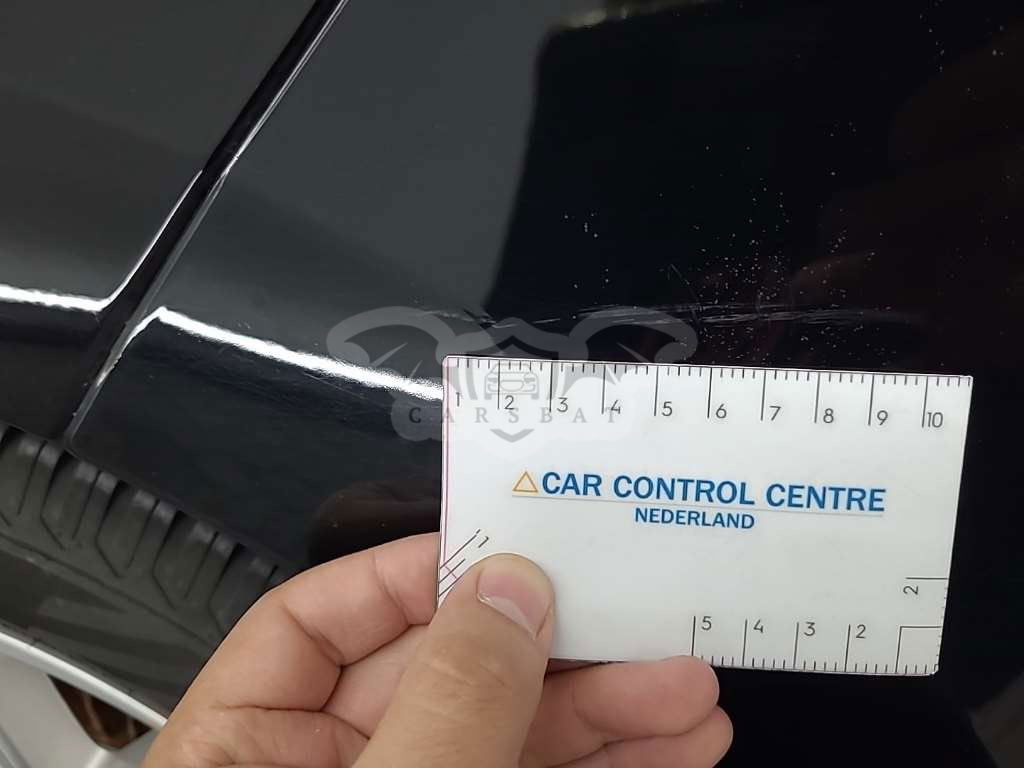 1 2 3 4 5 6 7 8 9 10
CARSBAT
CAR CONTROL CENTRE
NEDERLAND
1
2
5 4 3 2